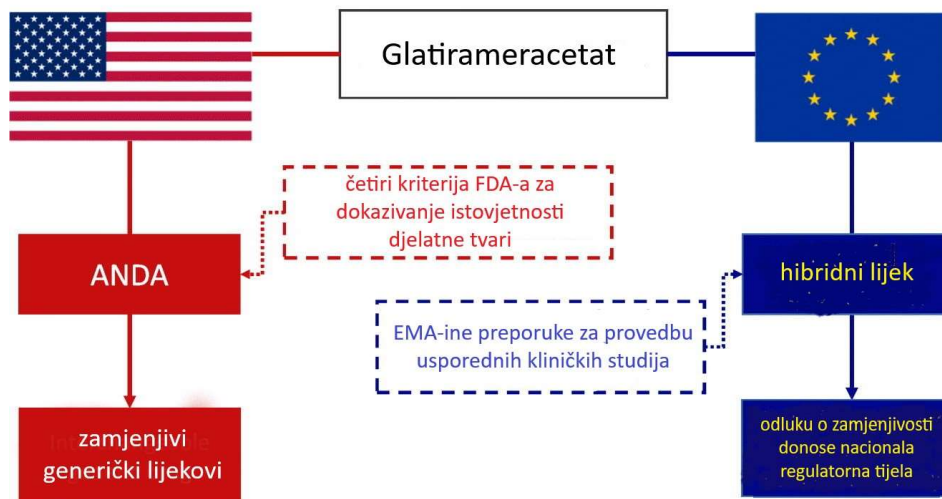 Glatirameracetat
četiri kriterija FDA-a za
dokazivanje istovjetnosti
djelatne tvari
ANDA
hibridni lijek
EMA-ine preporuke za provedbu
usporednih kliničkih studija
zamjenjivi
generički lijekovi
odluku o zamjenjivosti
donose nacionala
regulatorna tijela